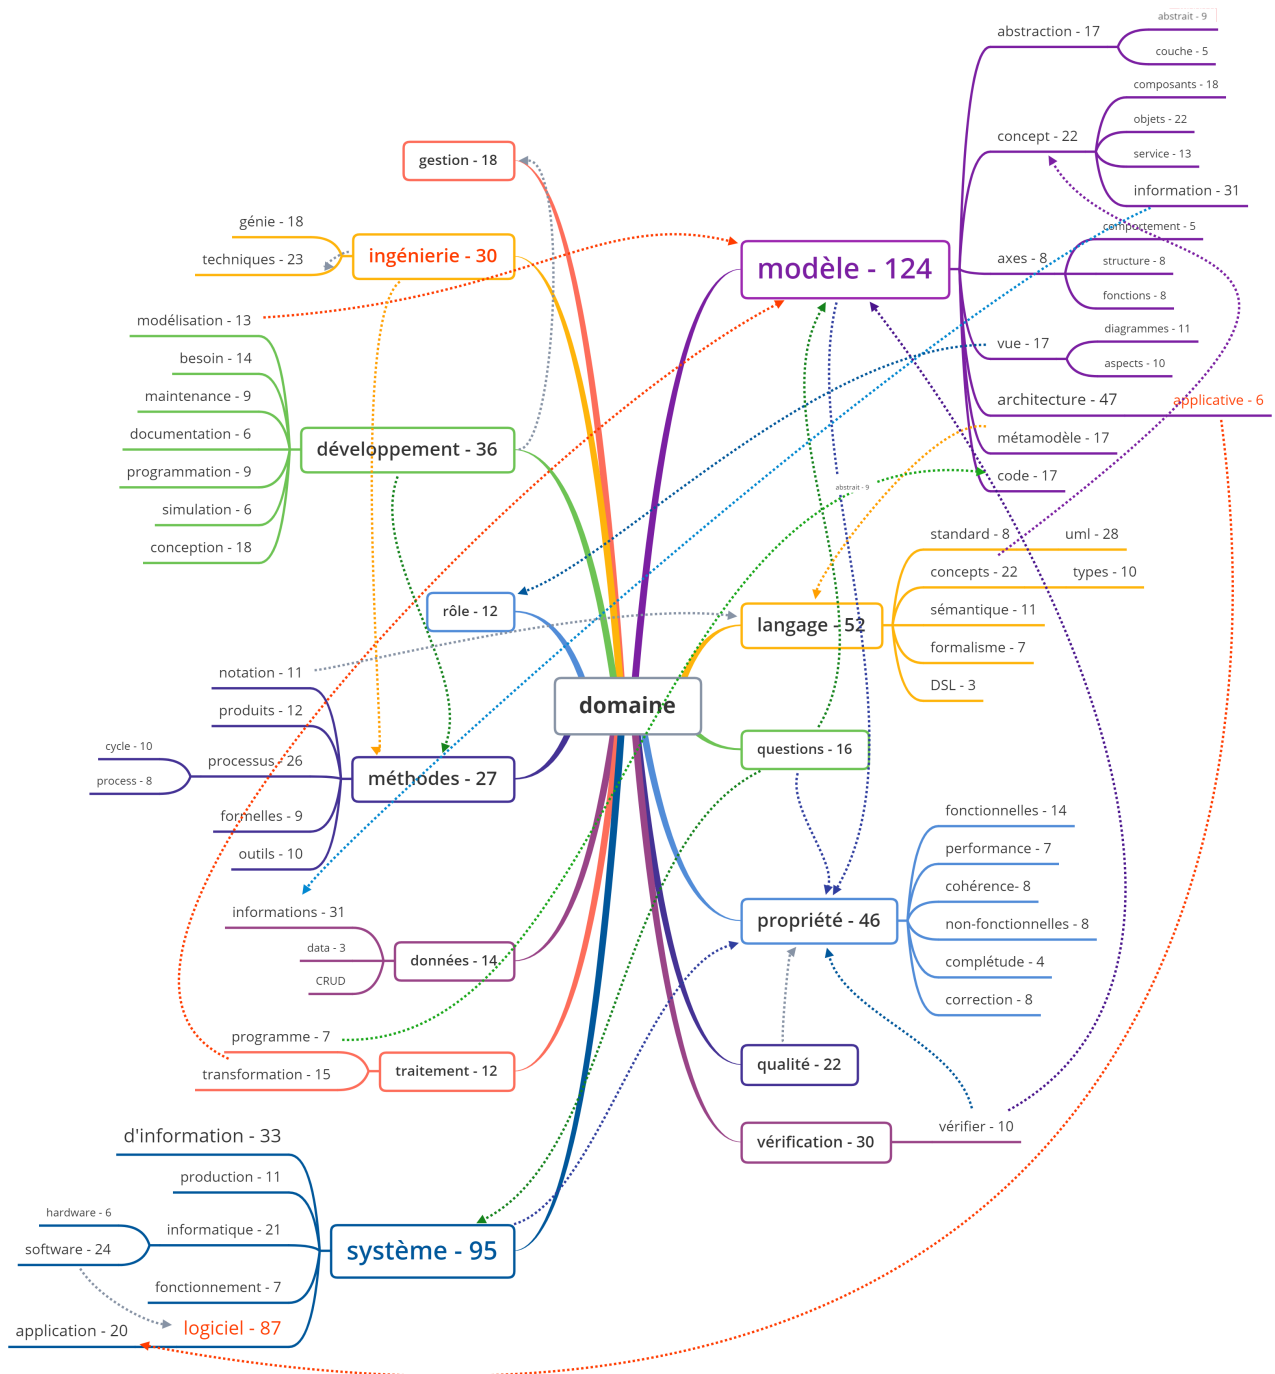 domaine
gestion - 18
ingénierie - 30
génie - 18
techniques - 23
développement - 36
modélisation - 13
besoin - 14
maintenance - 9
documentation - 6
programmation - 9
simulation - 6
conception - 18
rôle - 12
méthodes - 27
notation - 11
produits - 12
processus - 26
cycle - 10
process - 8
formelles - 9
outils - 10
données - 14
informations - 31
data - 3
CRUD
traitement - 12
programme - 7
transformation - 15
système - 95
d'information - 33
production - 11
informatique - 21
hardware - 6
software - 24
fonctionnement - 7
logiciel - 87
application - 20
modèle - 124
abstraction - 17
abstrait - 9
couche - 5
concept - 22
composants - 18
objets - 22
service - 13
information - 31
axes - 8
comportement - 5
structure - 8
fonctions - 8
vue - 17
diagrammes - 11
aspects - 10
architecture - 47
applicative - 6
métamodèle - 17
code - 17
abstrait - 9
langage - 52
standard - 8
uml - 28
concepts - 22
types - 10
sémantique - 11
formalisme - 7
DSL - 3
questions - 16
propriété - 46
fonctionnelles - 14
performance - 7
cohérence- 8
non-fonctionnelles - 8
complétude - 4
correction - 8
qualité - 22
vérification - 30
vérifier - 10